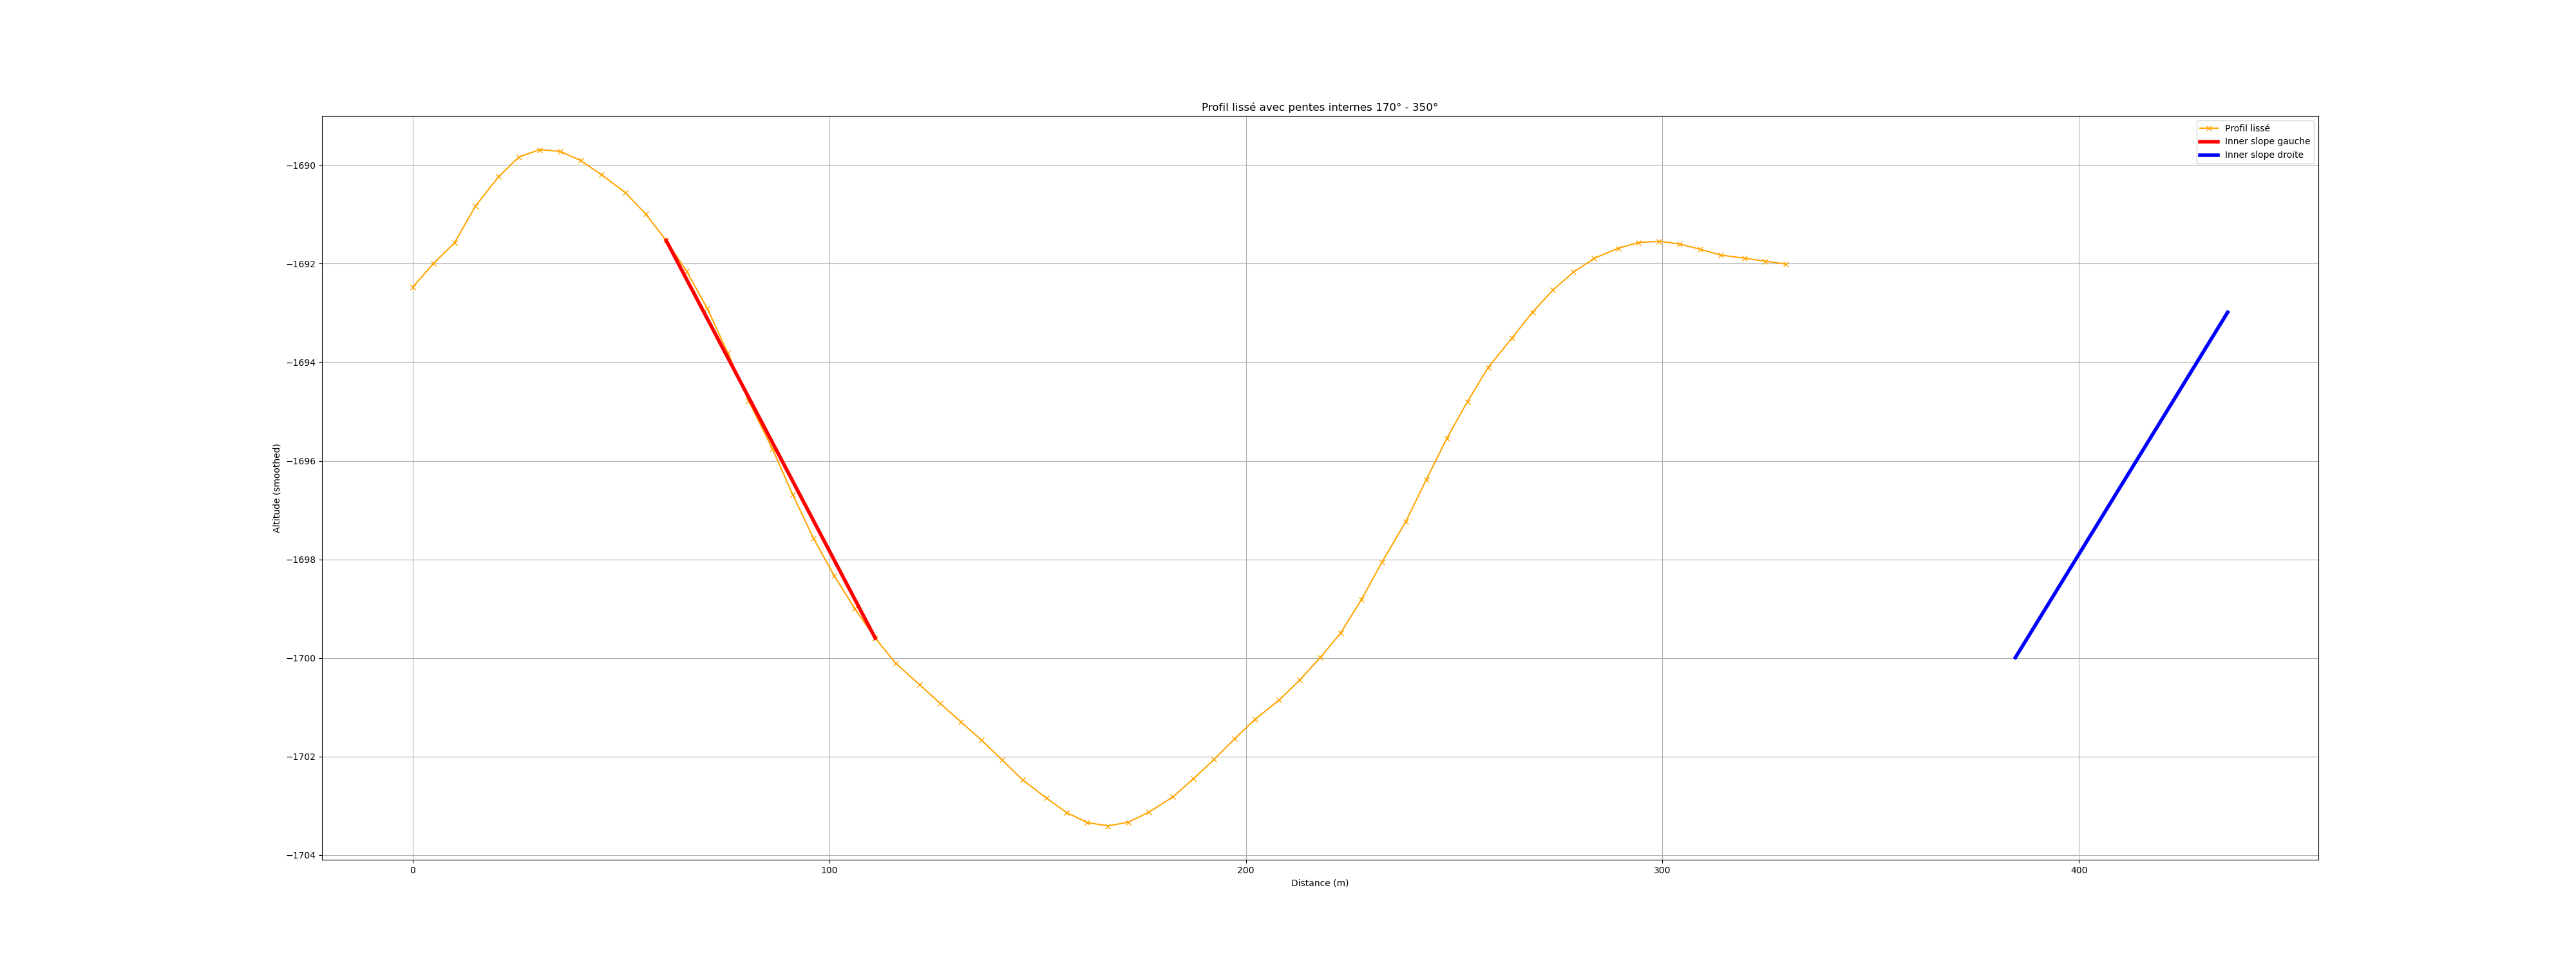 Profil lissé avec pentes internes 170° - 350°
Profil lissé
Inner slope gauche
Inner slope droite
Altitude (smoothed)
−1690
−1692
−1694
−1696
−1698
−1700
−1702
−1704
0
100
200
300
400
Distance (m)